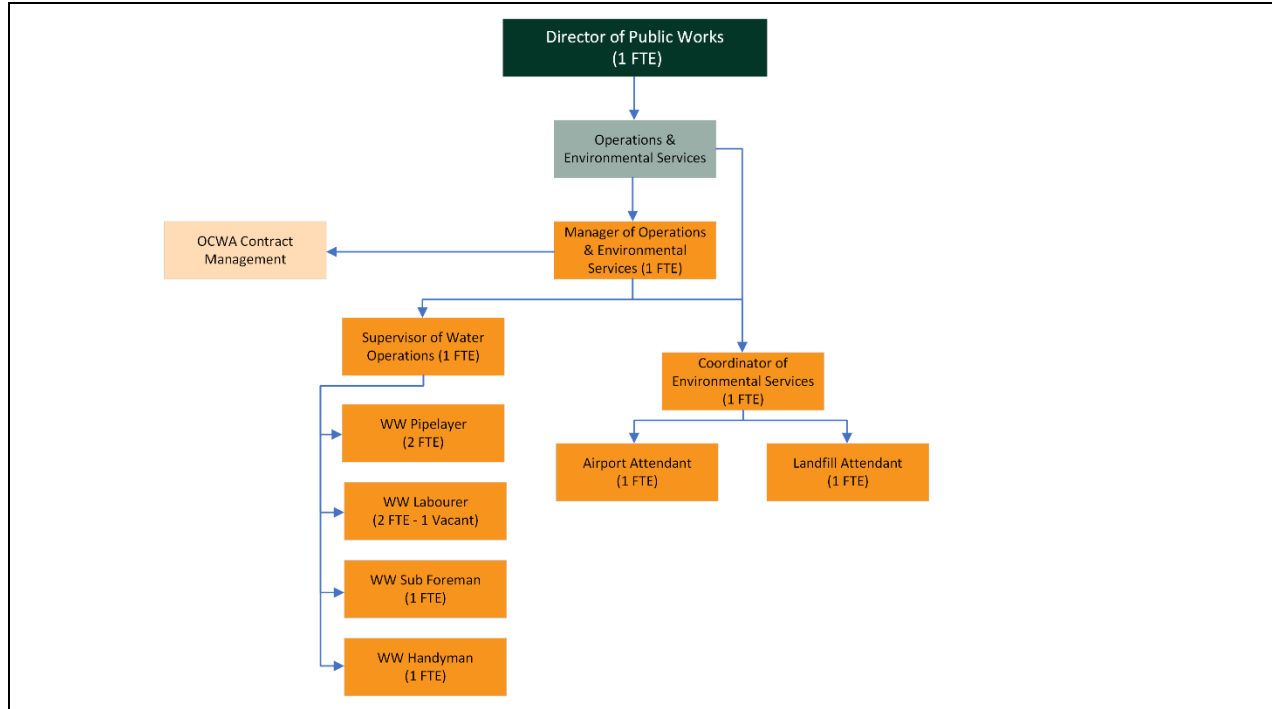 Director of Public Works
(1 FTE)
Operations &
Environmental Services
Manager of Operations
& Environmental
Services (1 FTE)
OCWA Contract
Management
Supervisor of Water
Operations (1 FTE)
Coordinator of
Environmental Services
(1 FTE)
WW Pipelayer
(2 FTE)
Airport Attendant
(1 FTE)
Landfill Attendant
(1 FTE)
WW Labourer
(2 FTE - 1 Vacant)
WW Sub Foreman
(1 FTE)
WW Handyman
(1 FTE)